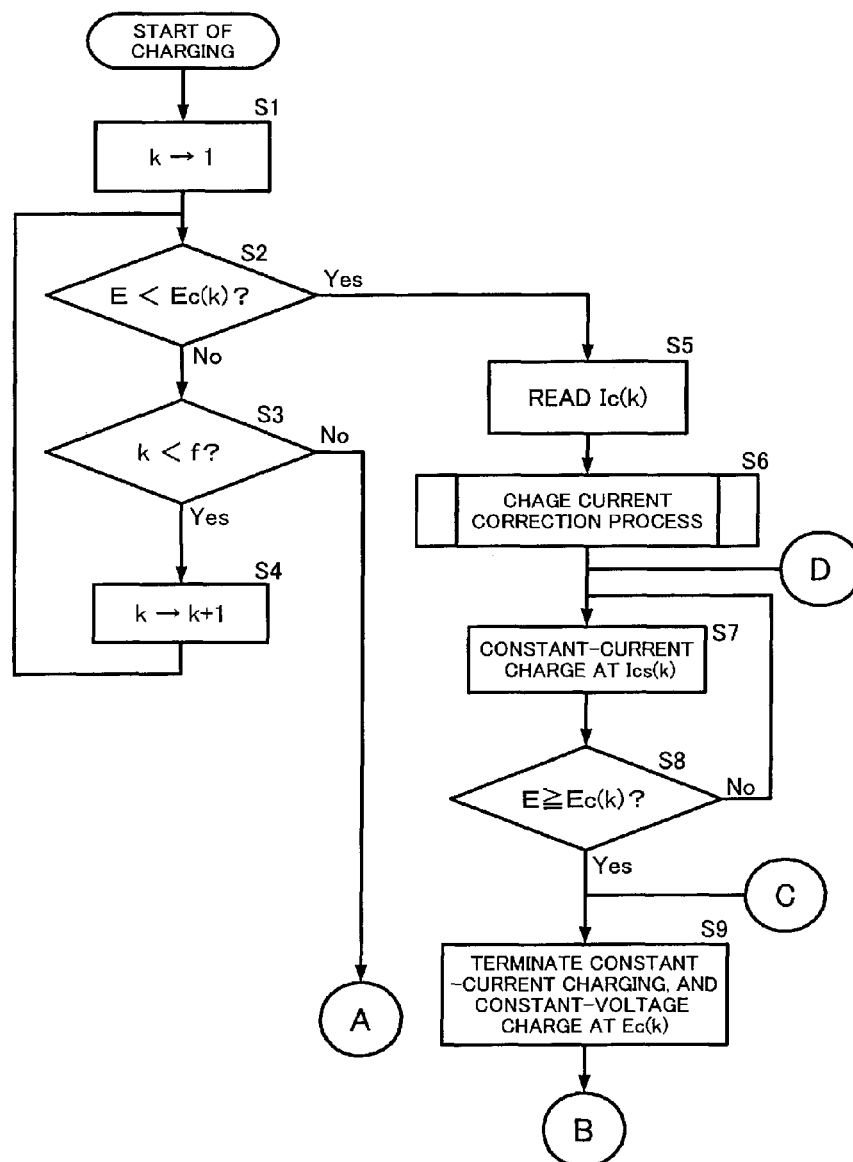 START OF
CHARGING
S1
k → 1
S2
E < Ec(k)?
Yes
No
S3
k < f?
No
Yes
S4
k → k+1
A
S5
READ Ic(k)
S6
CHAGE CURRENT
CORRECTION PROCESS
D
S7
CONSTANT-CURRENT
CHARGE AT Ics(k)
S8
E≧Ec(k)?
No
Yes
C
S9
TERMINATE CONSTANT
-CURRENT CHARGING, AND
CONSTANT-VOLTAGE
CHARGE AT Ec(k)
B